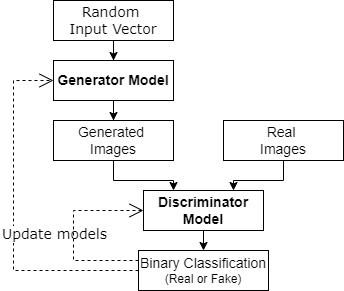 Random
Input Vector
Generator Model
Generated
Images
Real
Images
Discriminator
Model
Update models
Binary Classification
(Real or Fake)